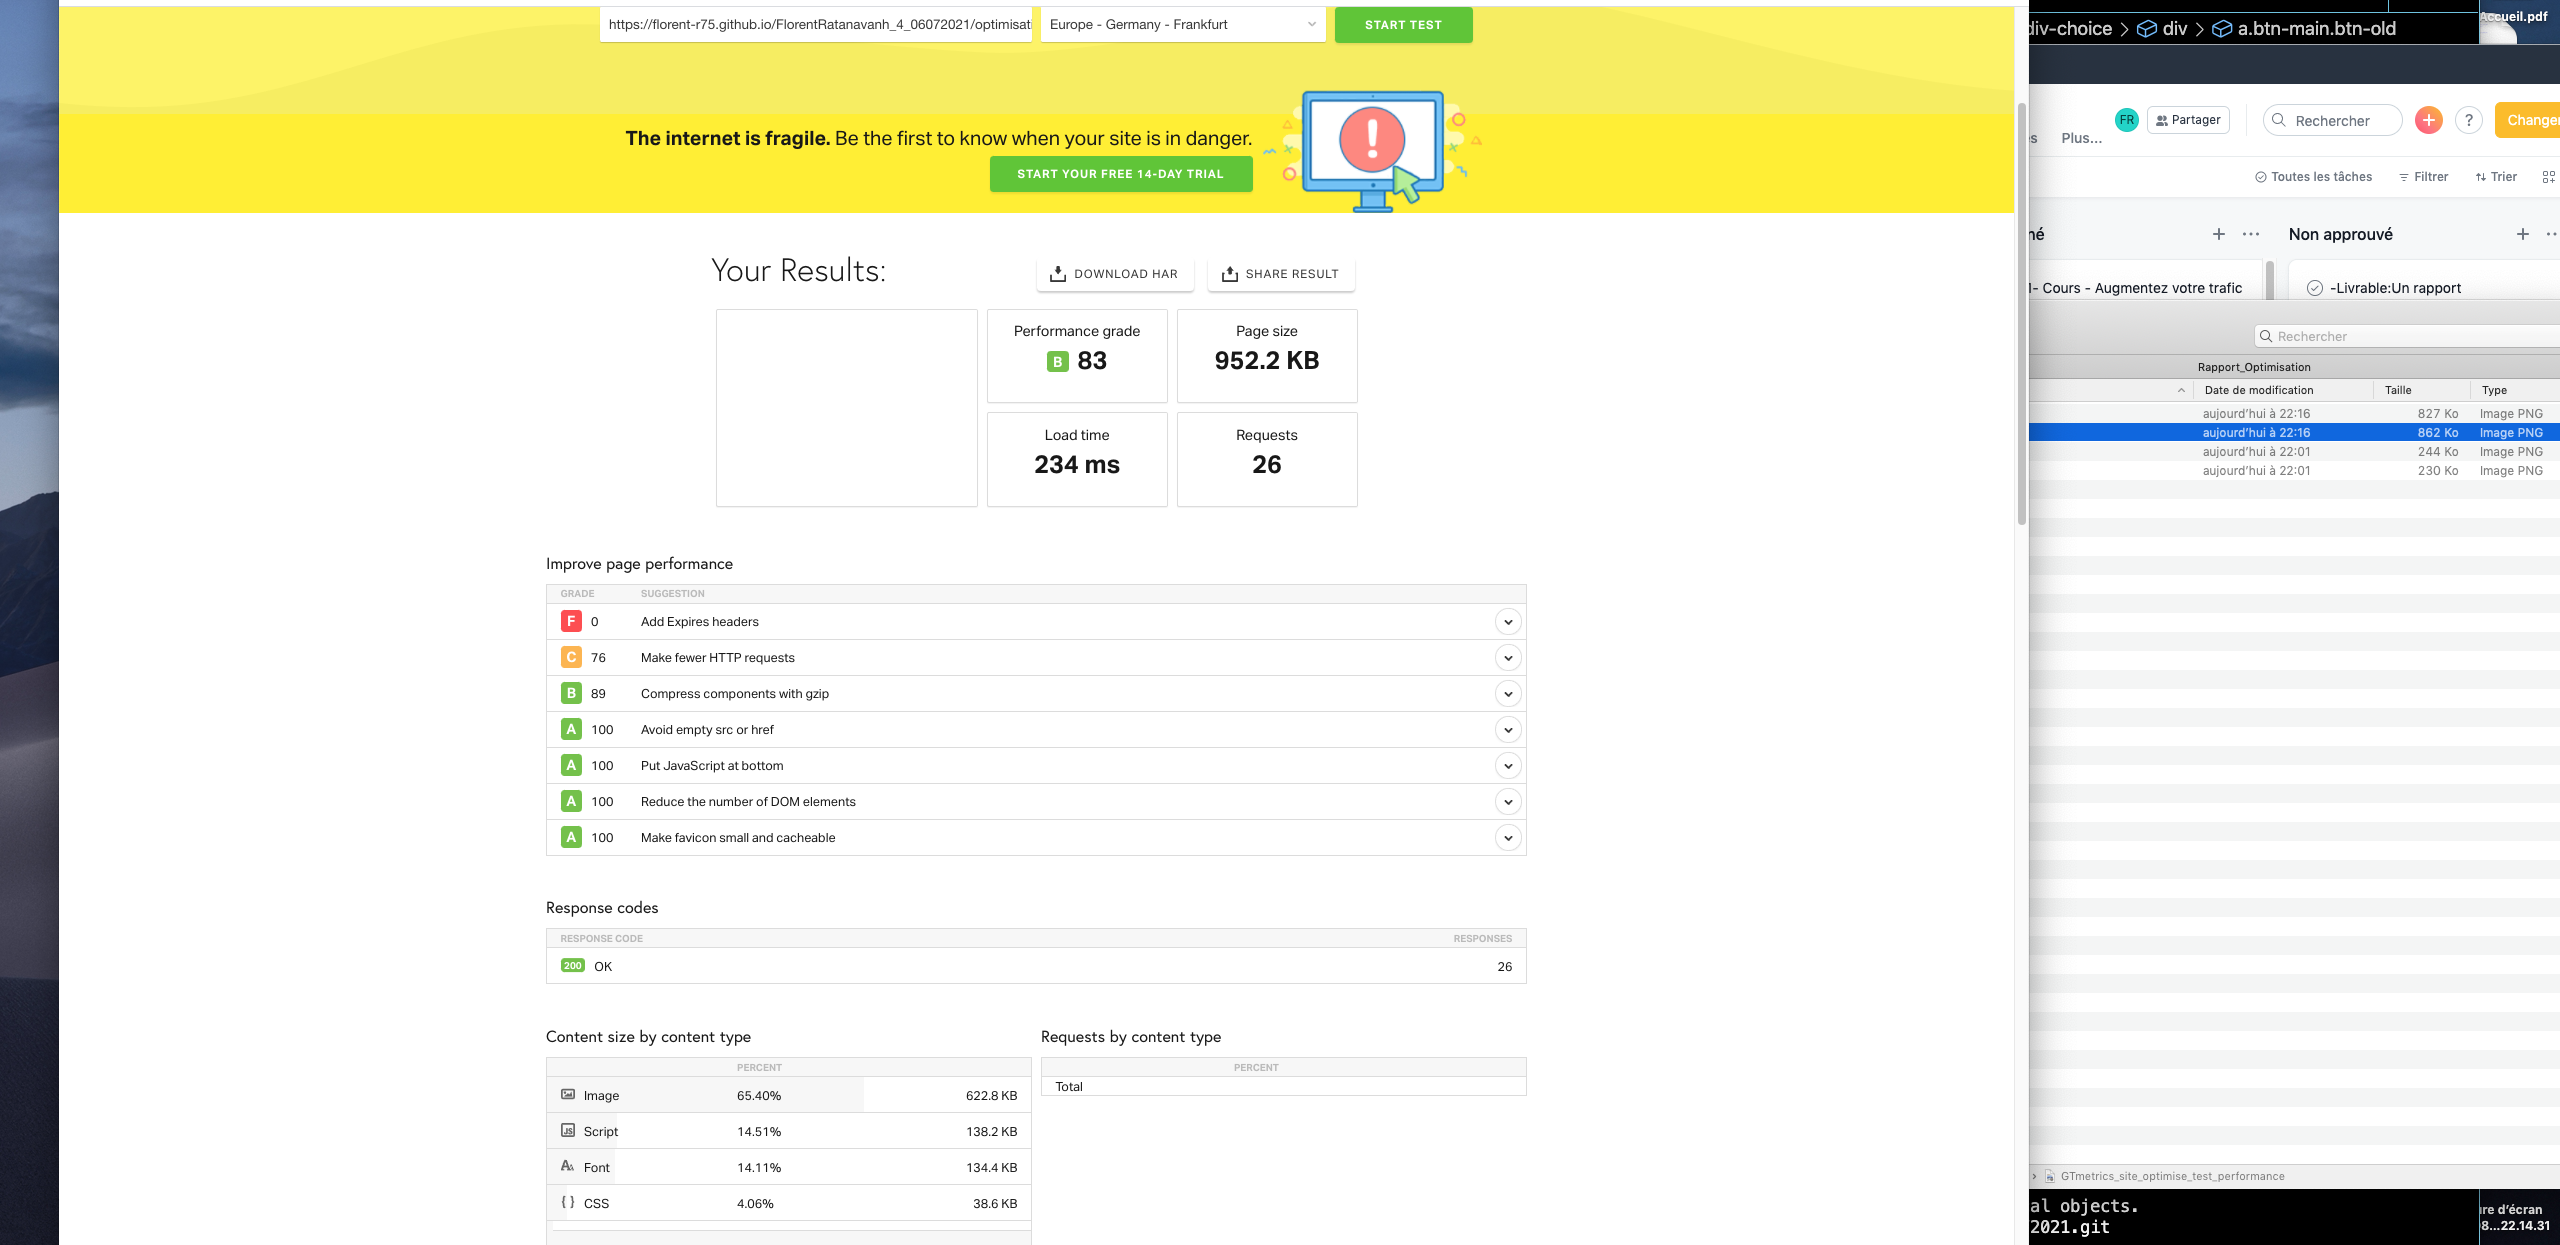 https://florent-r75.github.io/FlorentRatanavanh_4_06072021/optimisati
Europe - Germany - Frankfurt
START TEST
The internet is fragile. Be the first to know when your site is in danger.
START YOUR FREE 14-DAY TRIAL
Your Results:
DOWNLOAD HAR
SHARE RESULT
Performance grade
B 83
Page size
952.2 KB
Load time
234 ms
Requests
26
Improve page performance
GRADE SUGGESTION
F 0 Add Expires headers
C 76 Make fewer HTTP requests
B 89 Compress components with gzip
A 100 Avoid empty src or href
A 100 Put JavaScript at bottom
A 100 Reduce the number of DOM elements
A 100 Make favicon small and cacheable
Response codes
RESPONSE CODE RESPONSES
200 OK 26
Content size by content type
PERCENT
Image 65.40% 622.8 KB
Script 14.51% 138.2 KB
Font 14.11% 134.4 KB
CSS 4.06% 38.6 KB
Requests by content type
PERCENT
Total
div-choice > div > a.btn-main.btn-old
Accueil.pdf
FR Partager
Rechercher
+ ?
Changer
s Plus...
Toutes les tâches Filtrer Trier
né + ···
Non approuvé + ··
1- Cours - Augmentez votre trafic
-Livrable:Un rapport
Rechercher
Rapport_Optimisation
Date de modification Taille Type
aujourd’hui à 22:16 827 Ko Image PNG
aujourd’hui à 22:16 862 Ko Image PNG
aujourd’hui à 22:01 244 Ko Image PNG
aujourd’hui à 22:01 230 Ko Image PNG
GTmetrics_site_optimise_test_performance
al objects.
2021.git
ure d’écran
8...22.14.31